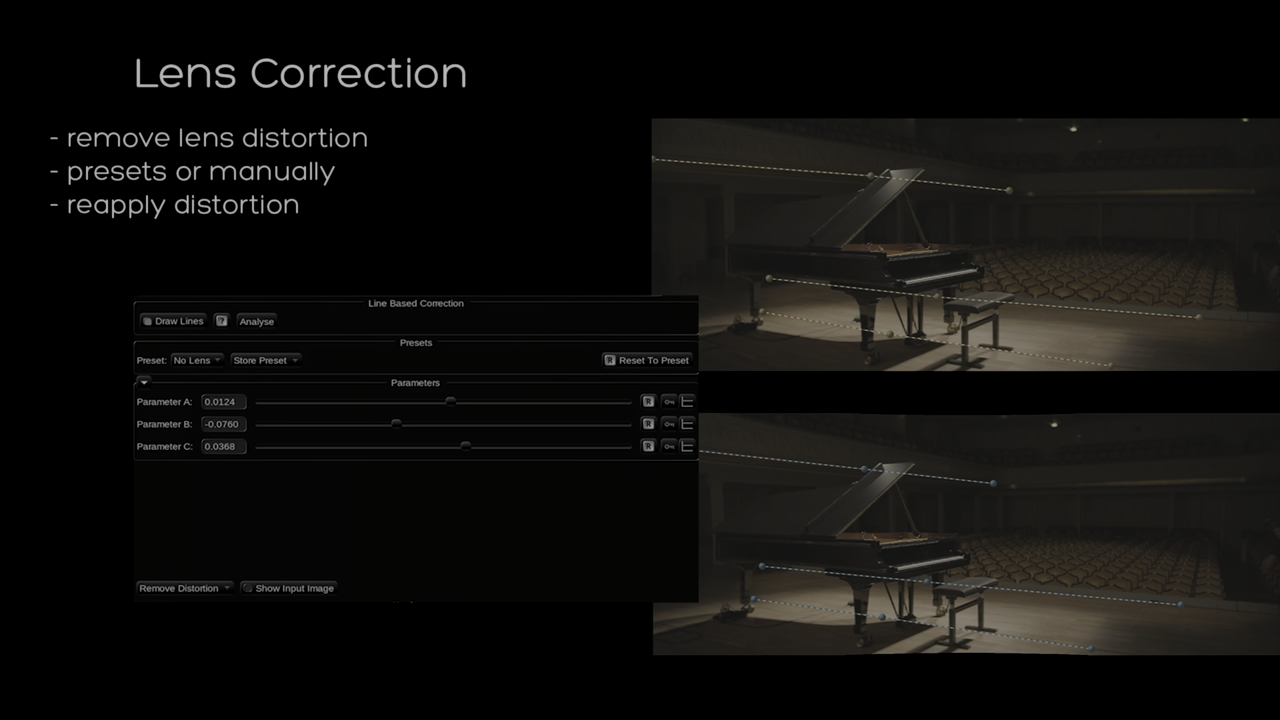 Lens Correction
- remove lens distortion
- presets or manually
- reapply distortion
Line Based Correction
Draw Lines ? Analyse
Presets
Preset: No Lens Store Preset R Reset To Preset
Parameters
Parameter A: 0.0124 R
Parameter B: -0.0760 R
Parameter C: 0.0368 R
Remove Distortion Show Input Image